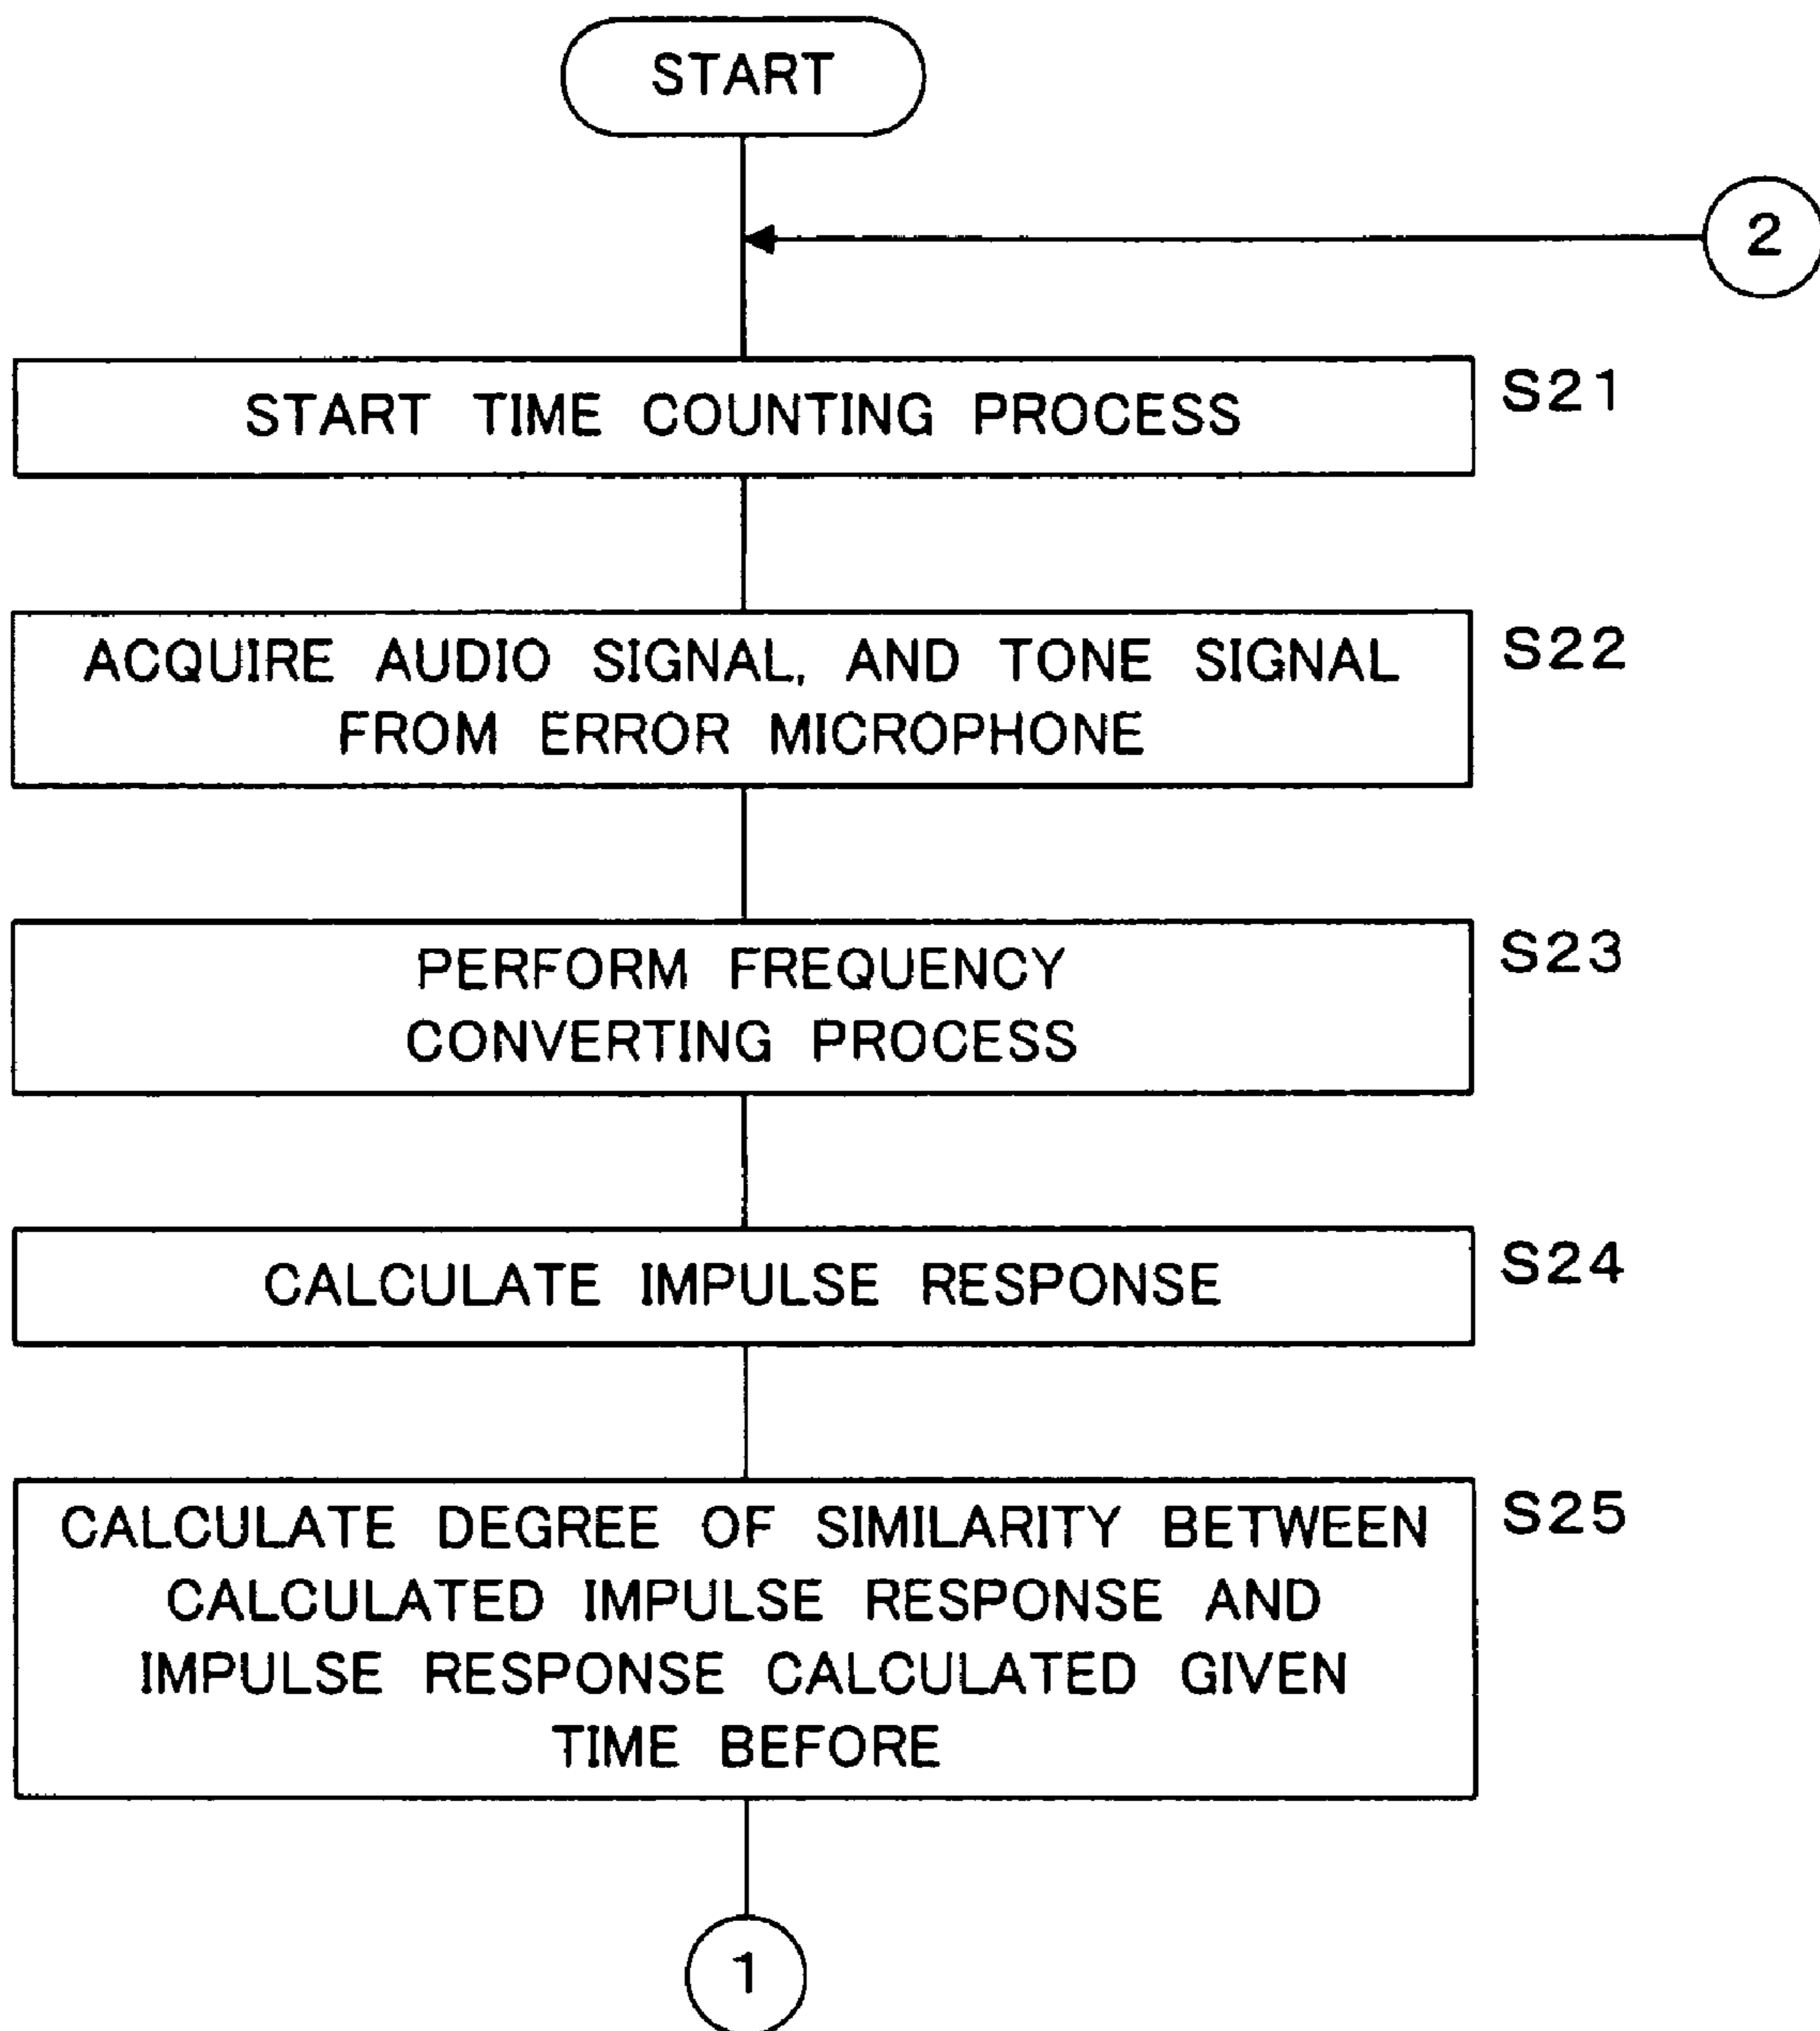 START
2
START TIME COUNTING PROCESS
S21
ACQUIRE AUDIO SIGNAL, AND TONE SIGNAL
FROM ERROR MICROPHONE
S22
PERFORM FREQUENCY
CONVERTING PROCESS
S23
CALCULATE IMPULSE RESPONSE
S24
CALCULATE DEGREE OF SIMILARITY BETWEEN
CALCULATED IMPULSE RESPONSE AND
IMPULSE RESPONSE CALCULATED GIVEN
TIME BEFORE
S25
1